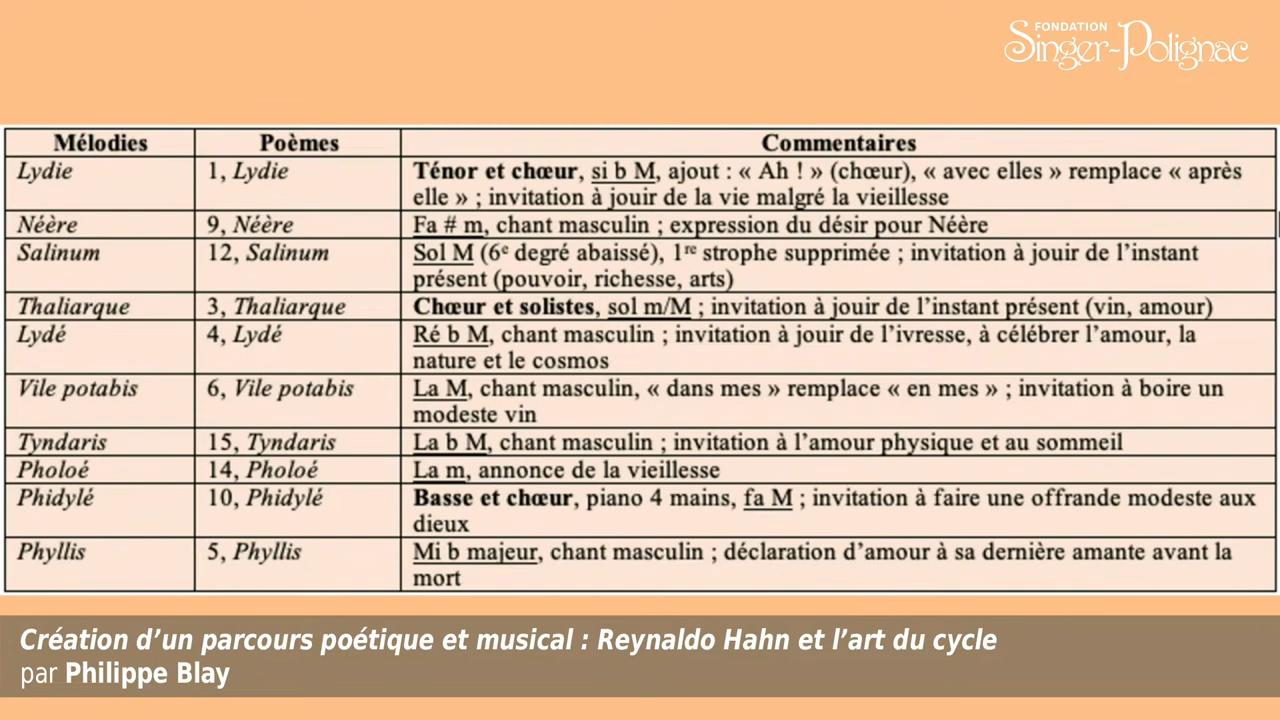 FONDATION
Singer-Polignac
Mélodies Poèmes Commentaires
Lydie 1, Lydie Ténor et chœur, si b M, ajout : « Ah ! » (chœur), « avec elles » remplace « après
elle » ; invitation à jouir de la vie malgré la vieillesse
Néère 9, Néère Fa # m, chant masculin ; expression du désir pour Néère
Salinum 12, Salinum Sol M (6e degré abaissé), 1re strophe supprimée ; invitation à jouir de l’instant
présent (pouvoir, richesse, arts)
Thaliarque 3, Thaliarque Chœur et solistes, sol m/M ; invitation à jouir de l’instant présent (vin, amour)
Lydé 4, Lydé Ré b M, chant masculin ; invitation à jouir de l’ivresse, à célébrer l’amour, la
nature et le cosmos
Vile potabis 6, Vile potabis La M, chant masculin, « dans mes » remplace « en mes » ; invitation à boire un
modeste vin
Tyndaris 15, Tyndaris La b M, chant masculin ; invitation à l’amour physique et au sommeil
Pholoé 14, Pholoé La m, annonce de la vieillesse
Phidylé 10, Phidylé Basse et chœur, piano 4 mains, fa M ; invitation à faire une offrande modeste aux
dieux
Phyllis 5, Phyllis Mi b majeur, chant masculin ; déclaration d’amour à sa dernière amante avant la
mort
Création d’un parcours poétique et musical : Reynaldo Hahn et l’art du cycle
par Philippe Blay